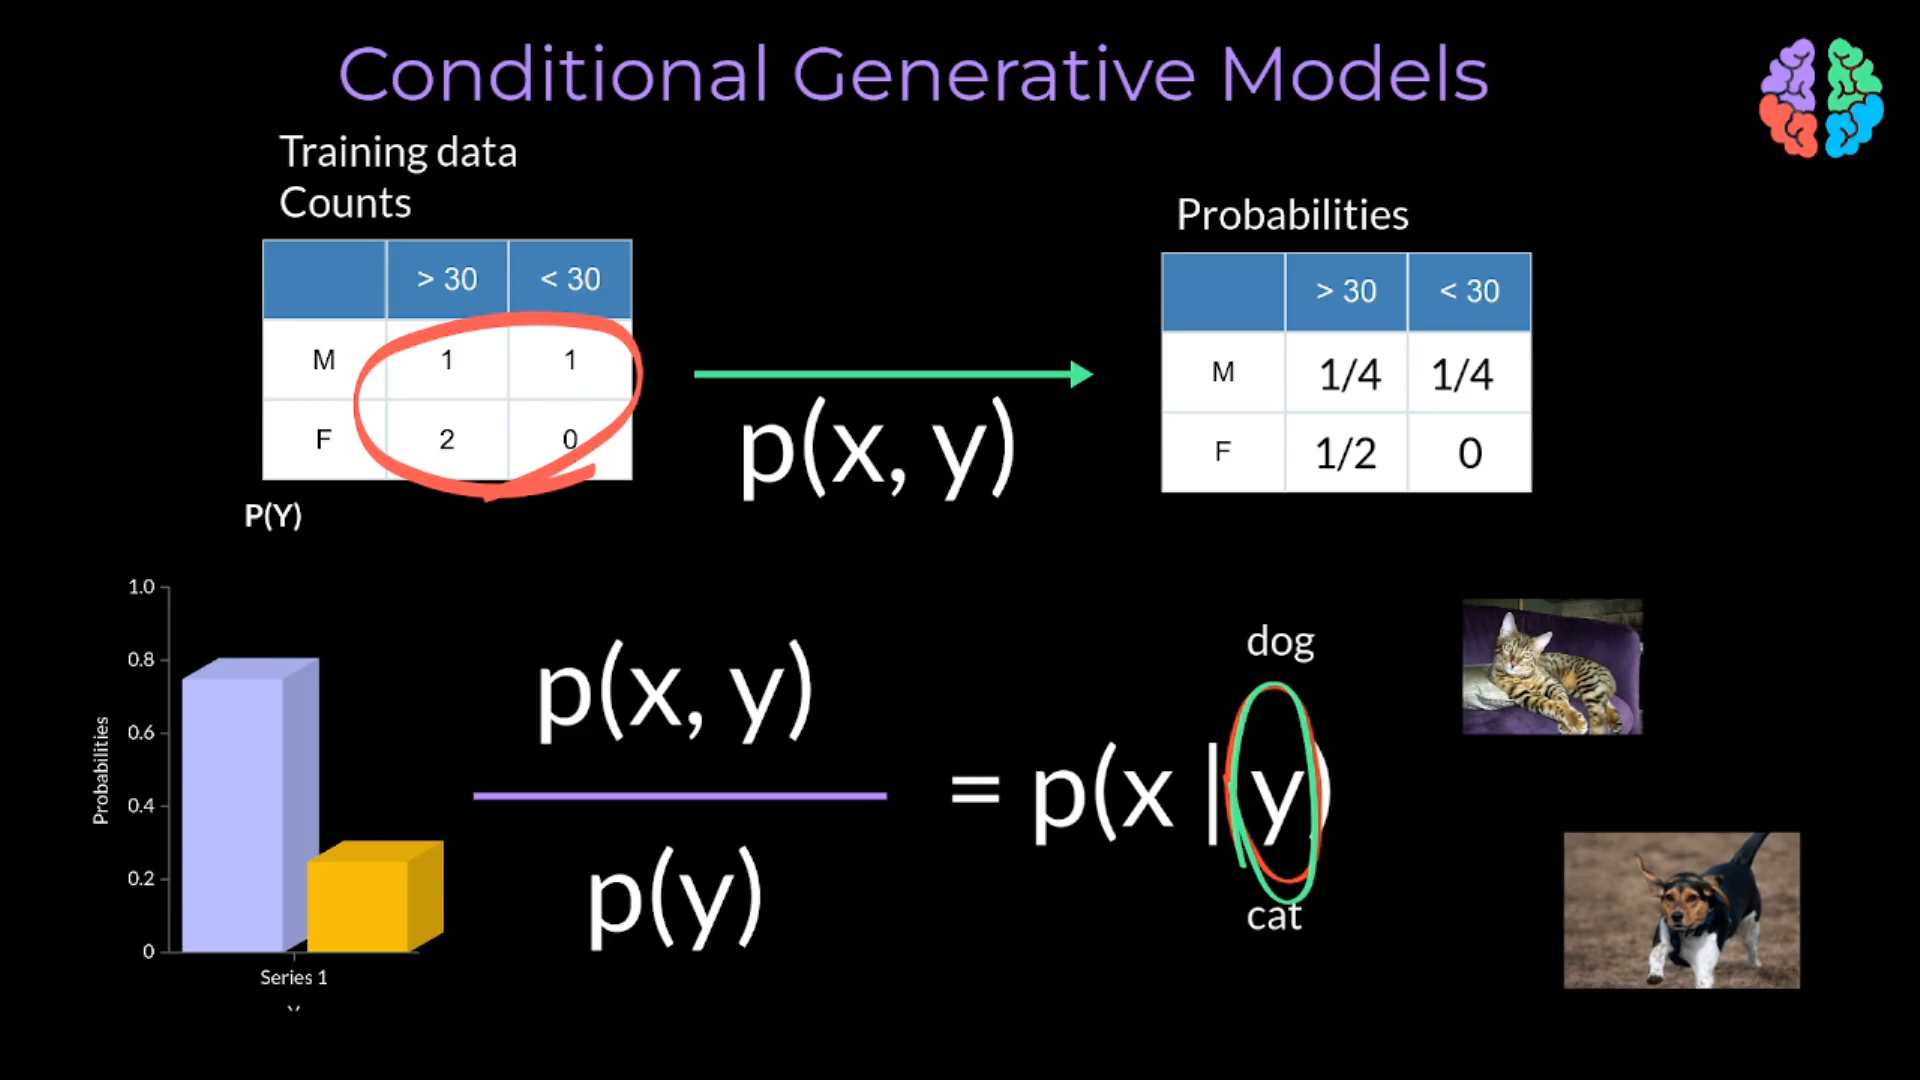 Conditional Generative Models
Training data
Counts
> 30 < 30
M 1 1
F 2 0
p(x, y)
Probabilities
> 30 < 30
M 1/4 1/4
F 1/2 0
P(Y)
1.0
0.8
0.6
0.4
0.2
0
Probabilities
Series 1
p(x, y)
p(y)
= p(x | y)
dog
cat